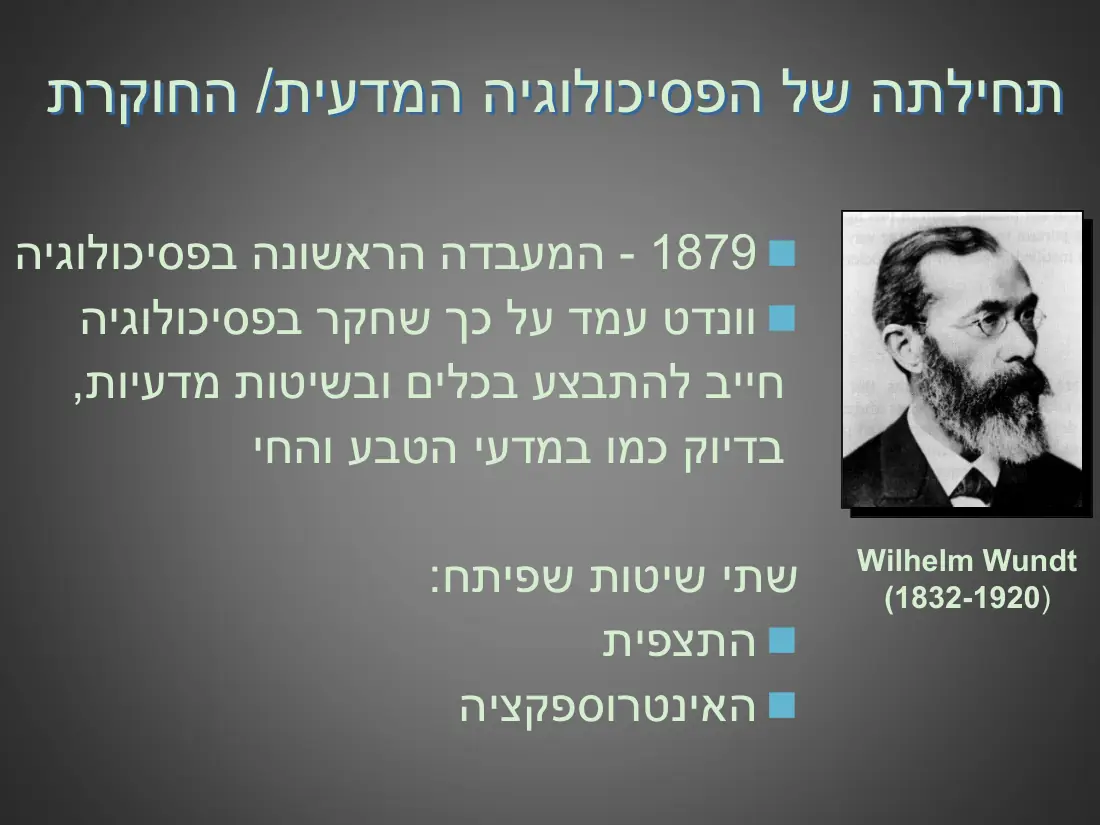 תחילתה של הפסיכולוגיה המדעית/ החוקרת
1879 - המעבדה הראשונה בפסיכולוגיה
וונדט עמד על כך שחקר בפסיכולוגיה
חייב להתבצע בכלים ובשיטות מדעיות,
בדיוק כמו במדעי הטבע והחי
שתי שיטות שפיתח:
התצפית
האינטרוספקציה
Wilhelm Wundt
(1832-1920)